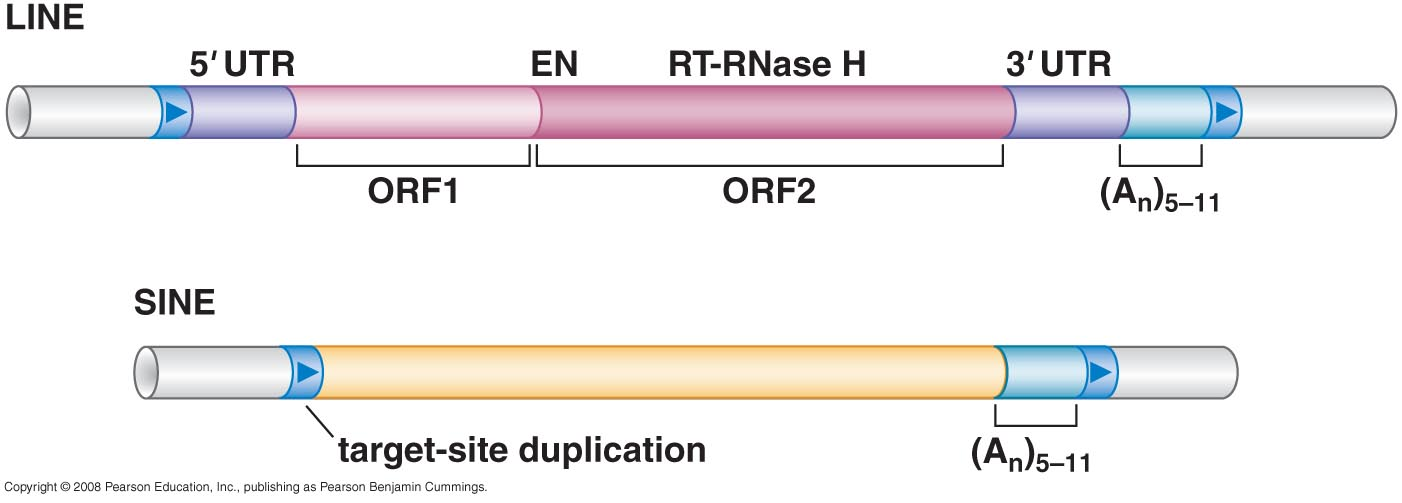 LINE
5′ UTR EN RT-RNase H 3′ UTR
ORF1 ORF2 (An)5–11
SINE
target-site duplication (An)5–11
Copyright © 2008 Pearson Education, Inc., publishing as Pearson Benjamin Cummings.